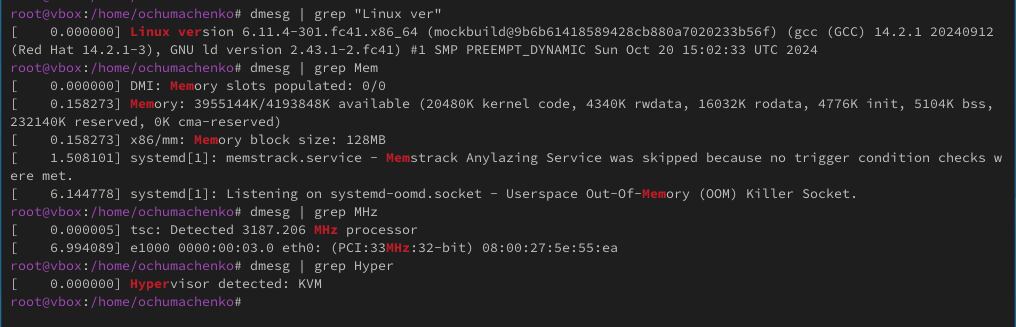 root@vbox:/home/ochumachenko# dmesg | grep "Linux ver"
[    0.000000] Linux version 6.11.4-301.fc41.x86_64 (mockbuild@9b6b61418589428cb880a7020233b56f) (gcc (GCC) 14.2.1 20240912
(Red Hat 14.2.1-3), GNU ld version 2.43.1-2.fc41) #1 SMP PREEMPT_DYNAMIC Sun Oct 20 15:02:33 UTC 2024
root@vbox:/home/ochumachenko# dmesg | grep Mem
[    0.000000] DMI: Memory slots populated: 0/0
[    0.158273] Memory: 3955144K/4193848K available (20480K kernel code, 4340K rwdata, 16032K rodata, 4776K init, 5104K bss,
232140K reserved, 0K cma-reserved)
[    0.158273] x86/mm: Memory block size: 128MB
[    1.508101] systemd[1]: memstrack.service - Memstrack Anylazing Service was skipped because no trigger condition checks w
ere met.
[    6.144778] systemd[1]: Listening on systemd-oomd.socket - Userspace Out-Of-Memory (OOM) Killer Socket.
root@vbox:/home/ochumachenko# dmesg | grep MHz
[    0.000005] tsc: Detected 3187.206 MHz processor
[    6.994089] e1000 0000:00:03.0 eth0: (PCI:33MHz:32-bit) 08:00:27:5e:55:ea
root@vbox:/home/ochumachenko# dmesg | grep Hyper
[    0.000000] Hypervisor detected: KVM
root@vbox:/home/ochumachenko#